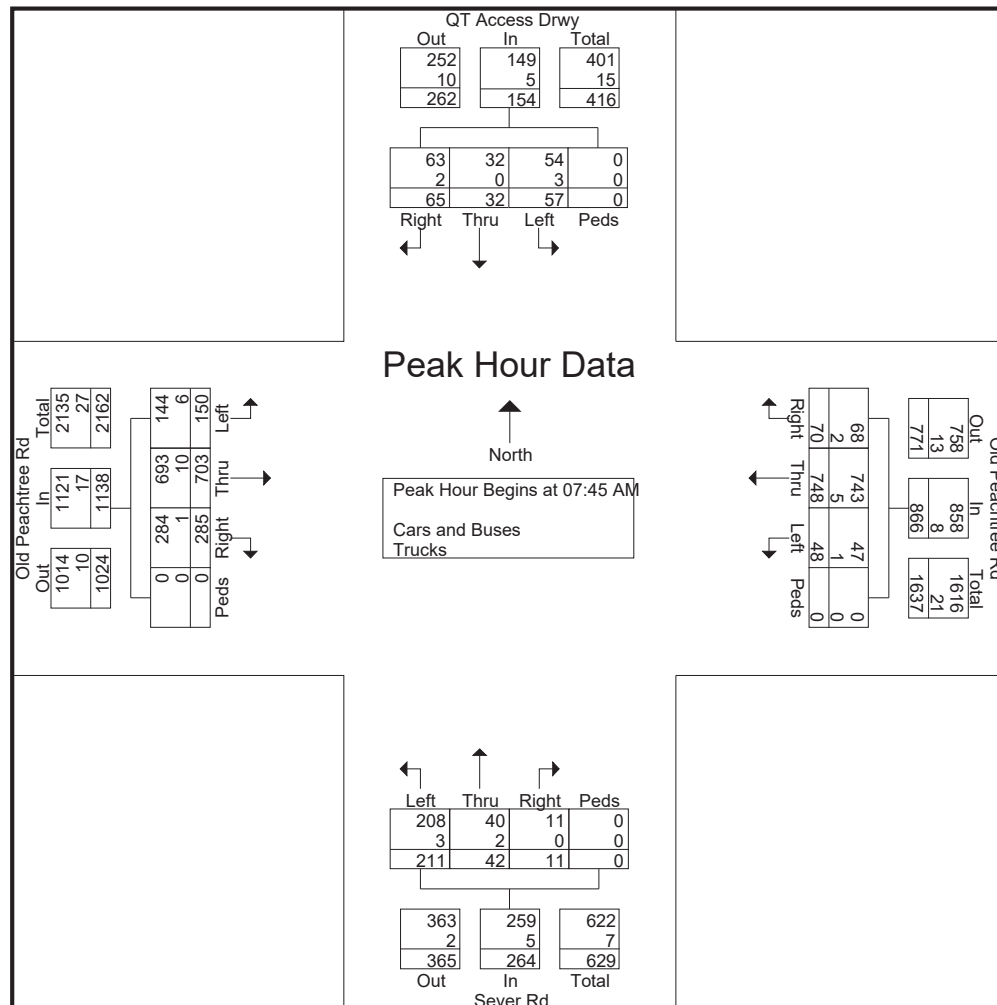 QT Access Drwy
Out In Total
252 149 401
10 5 15
262 154 416
63 32 54 0
2 0 3 0
65 32 57 0
Right Thru Left Peds
Peak Hour Data
North
Peak Hour Begins at 07:45 AM
Cars and Buses
Trucks
Old Peachtree Rd
Out In Total
1014 1121 2135
10 17 27
1024 1138 2162
144 693 284 0
6 10 1 0
150 703 285 0
Left Thru Right Peds
Old Peachtree Rd
Out In Total
758 858 1616
13 8 21
771 866 1637
68 743 47 0
2 5 1 0
70 748 48 0
Right Thru Left Peds
Left Thru Right Peds
208 40 11 0
3 2 0 0
211 42 11 0
363 259 622
2 5 7
365 264 629
Out In Total
Sever Rd